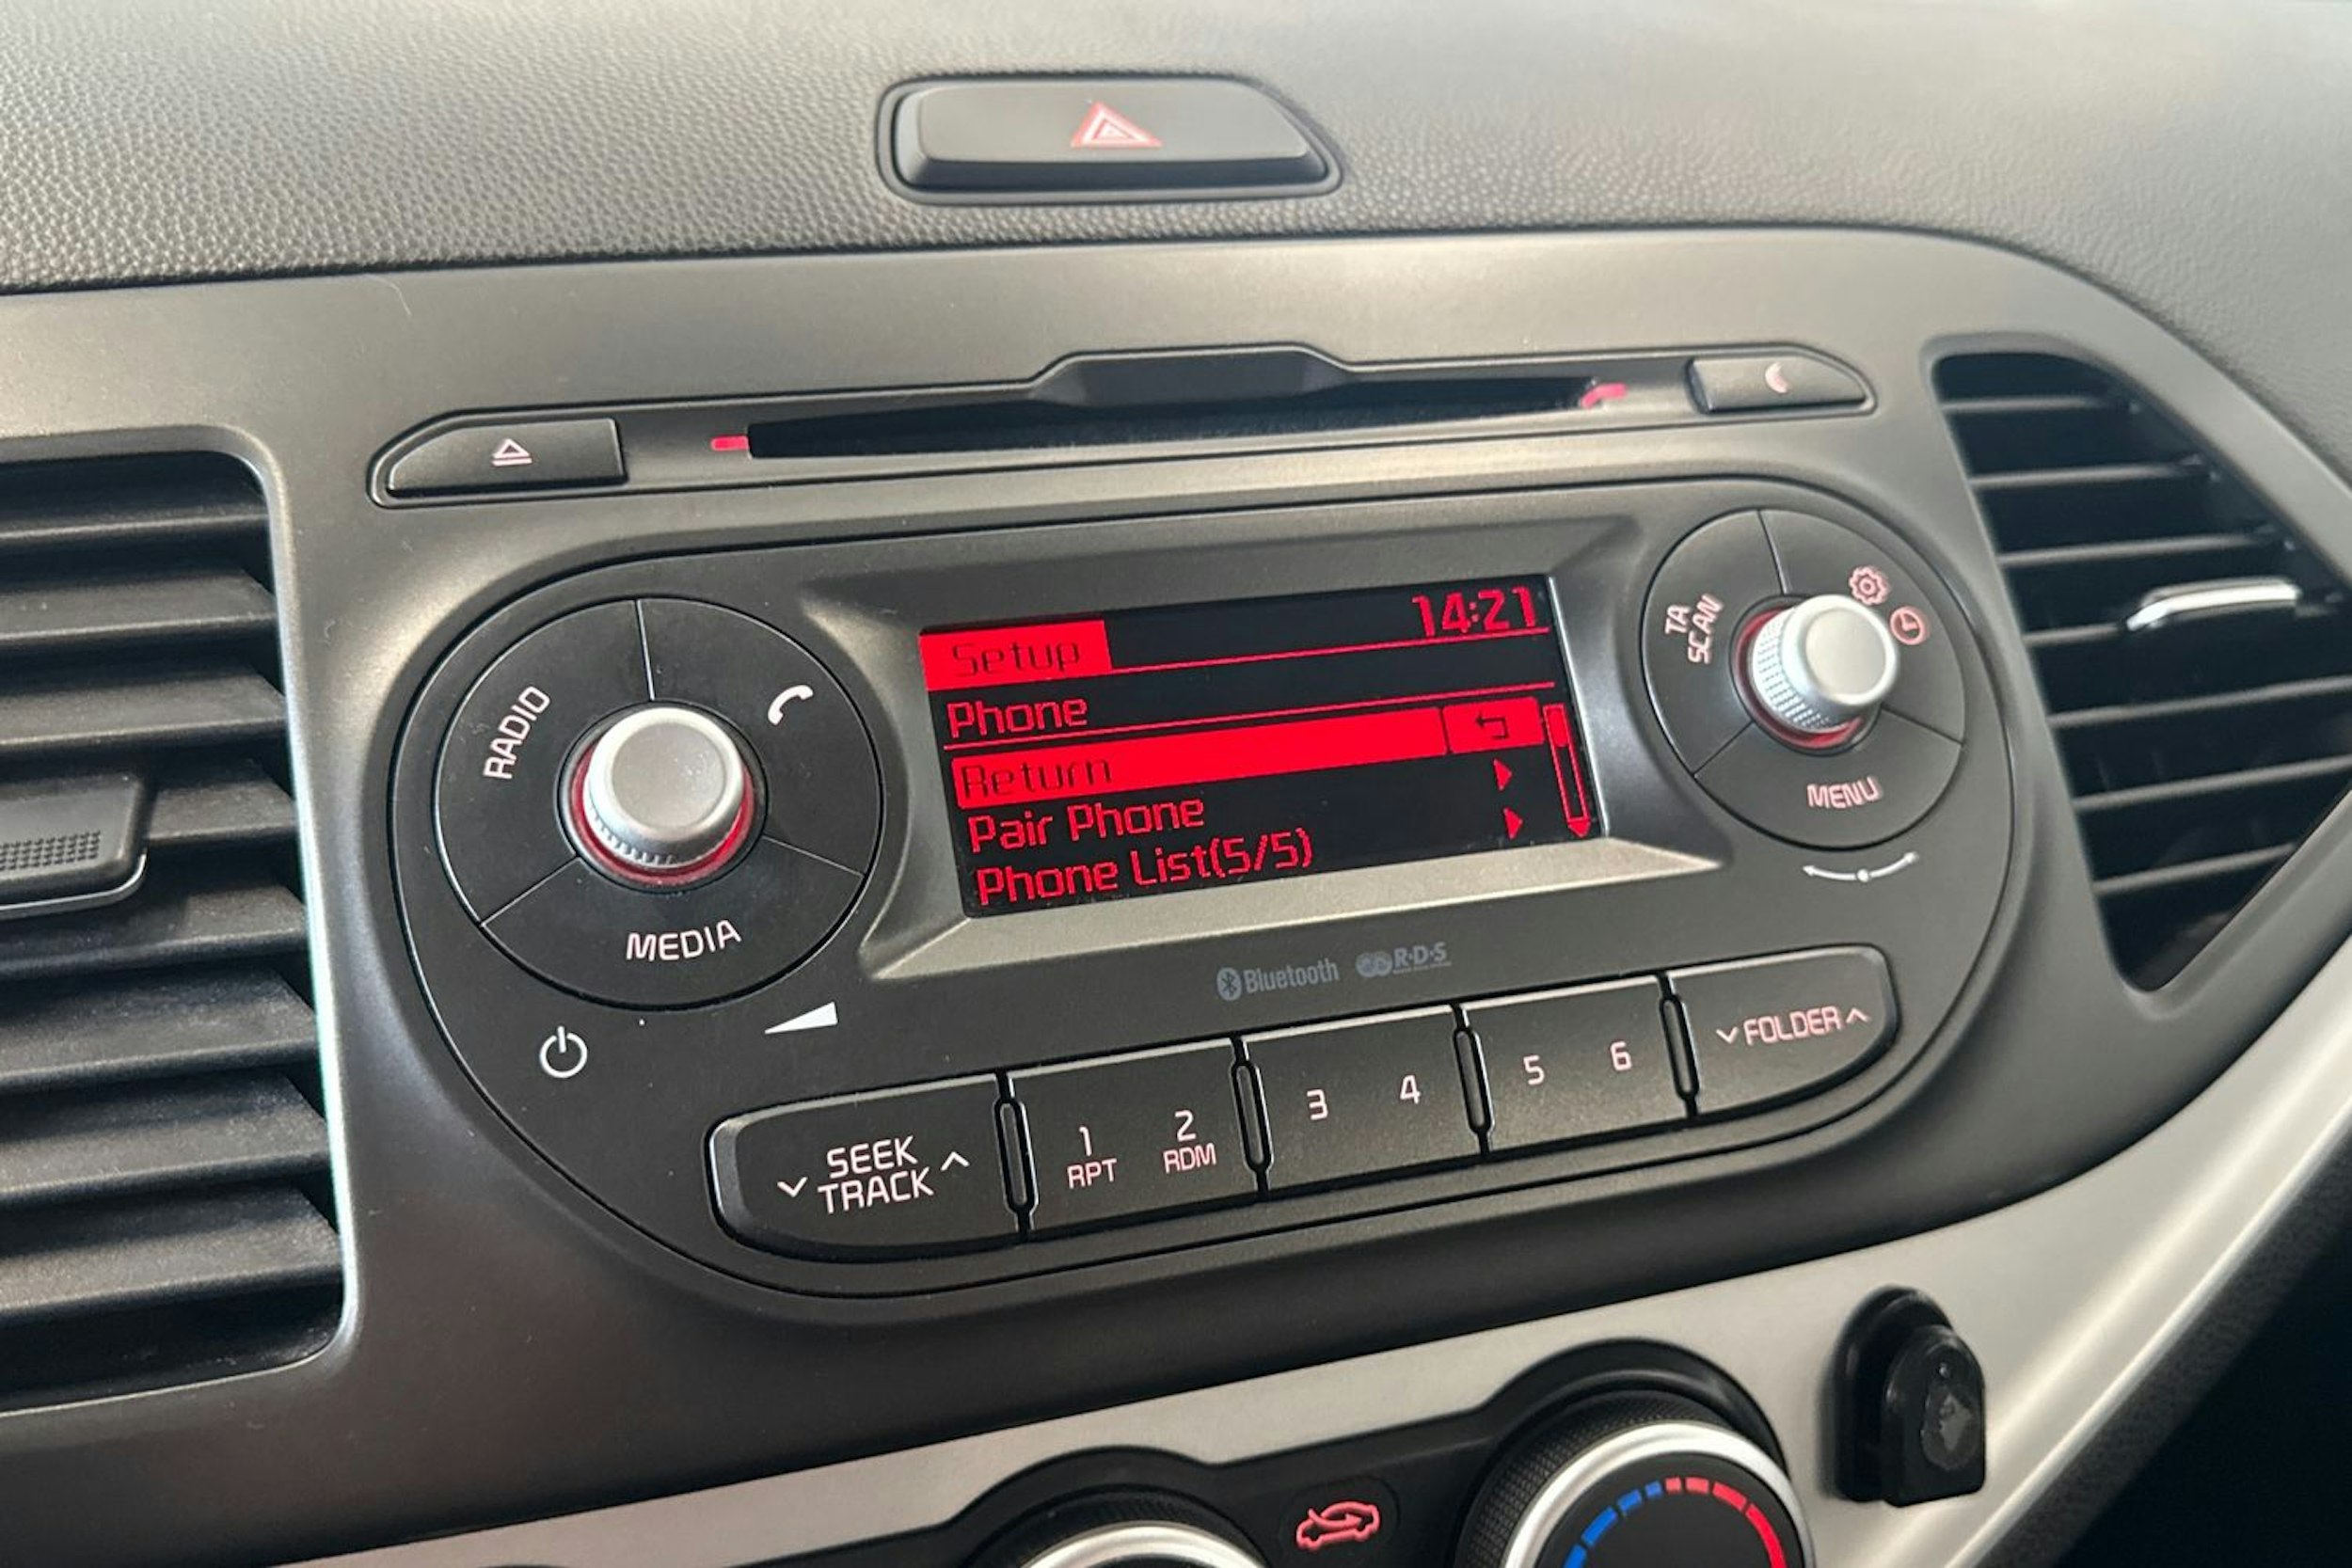 Setup 14:21
Phone
Return
Pair Phone
Phone List(5/5)
RADIO
MEDIA
TA
SCAN
MENU
Bluetooth R·D·S
SEEK
TRACK
1
RPT
2
RDM
3 4
5 6
FOLDER